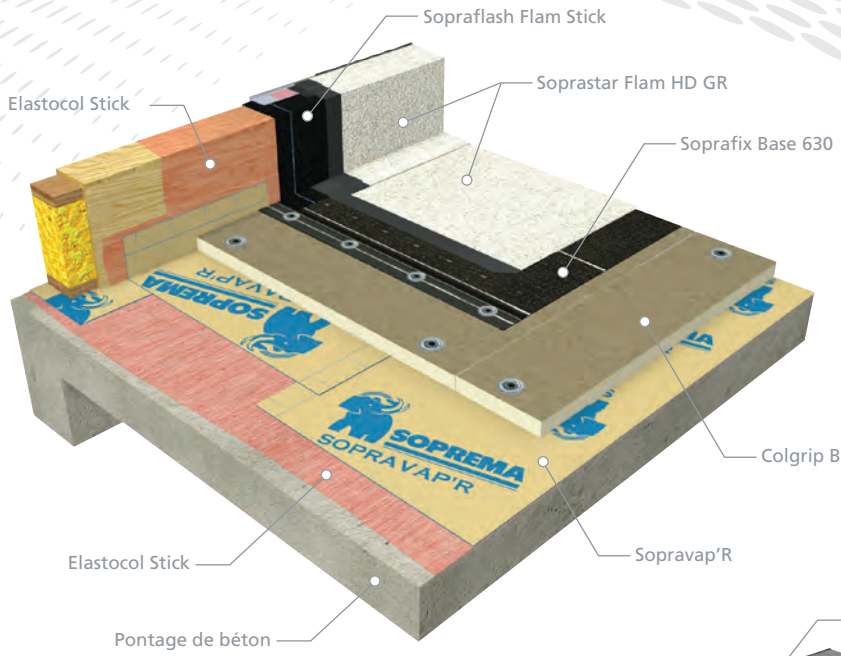 Sopraflash Flam Stick
Soprastar Flam HD GR
Elastocol Stick
Soprafix Base 630
SOPREMA
SOPRAVAP'R
SOPREMA
SOPRAVAP'R
Colgrip B
Sopravap’R
Elastocol Stick
Pontage de béton